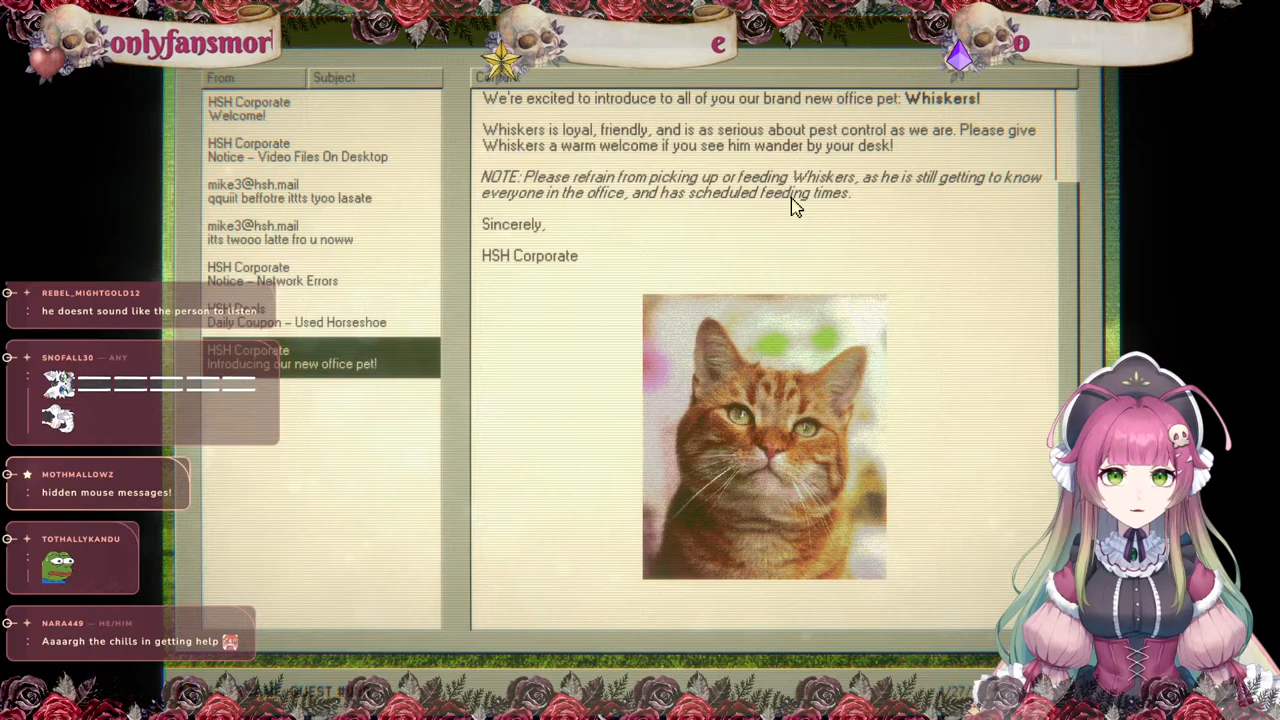 onlyfansmor
e
o
From
Subject
Content
HSH Corporate
Welcome!
HSH Corporate
Notice – Video Files On Desktop
mike3@hsh.mail
qquiit beffotre ittts tyoo lasate
mike3@hsh.mail
itts twooo latte fro u noww
HSH Corporate
Notice – Network Errors
HSH Deals
Daily Coupon – Used Horseshoe
HSH Corporate
Introducing our new office pet!
We're excited to introduce to all of you our brand new office pet: Whiskers!
Whiskers is loyal, friendly, and is as serious about pest control as we are. Please give
Whiskers a warm welcome if you see him wander by your desk!
NOTE: Please refrain from picking up or feeding Whiskers, as he is still getting to know
everyone in the office, and has scheduled feeding times.
Sincerely,
HSH Corporate
REBEL_MIGHTGOLD12
he doesnt sound like the person to listen
SNOFALL30 — ANY
MOTHMALLOWZ
hidden mouse messages!
TOTHALLYKANDU
NARA449 — HE/HIM
Aaaargh the chills in getting help